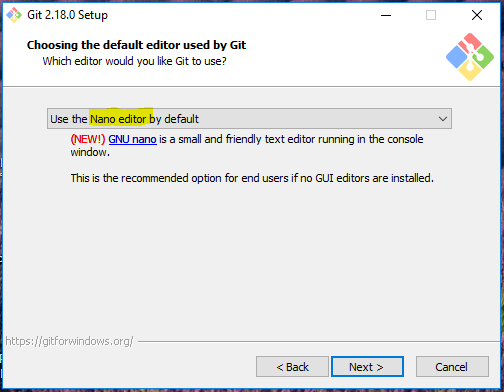 Git 2.18.0 Setup
Choosing the default editor used by Git
Which editor would you like Git to use?
Use the Nano editor by default
(NEW!) GNU nano is a small and friendly text editor running in the console
window.
This is the recommended option for end users if no GUI editors are installed.
https://gitforwindows.org/
< Back
Next >
Cancel